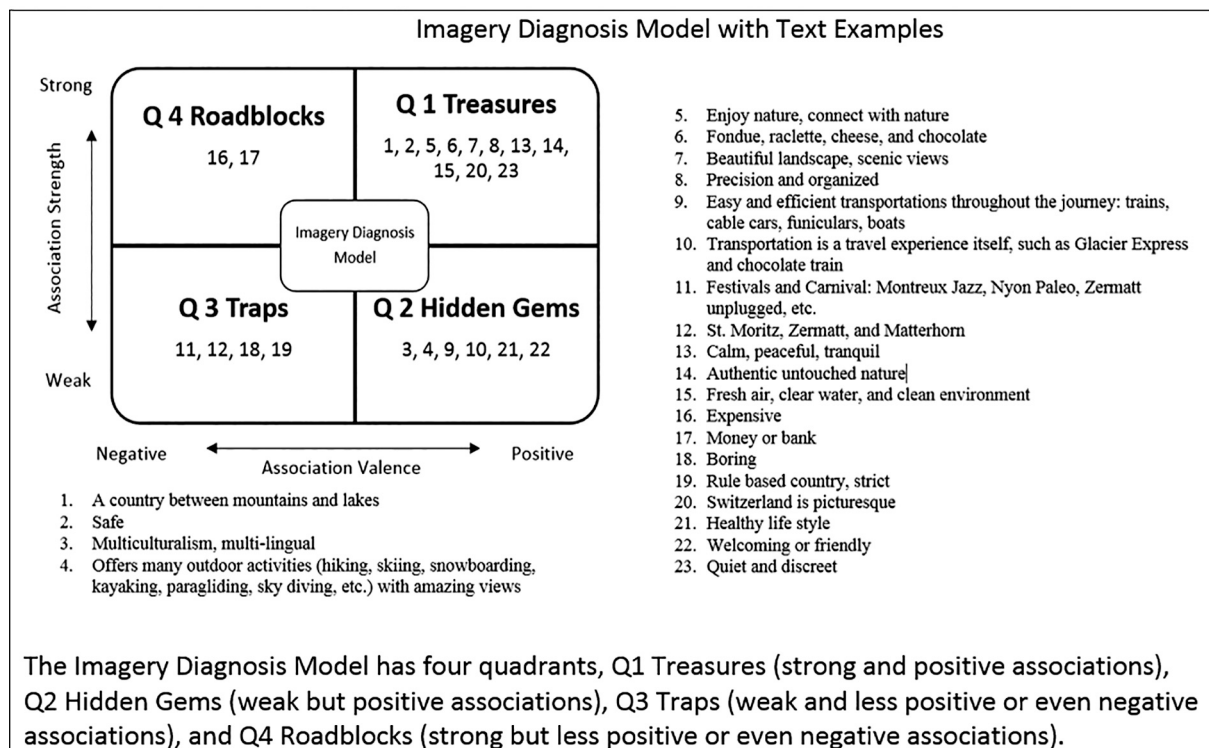 Imagery Diagnosis Model with Text Examples
Strong
Association Strength
Weak
Q 4 Roadblocks
16, 17
Q 1 Treasures
1, 2, 5, 6, 7, 8, 13, 14,
15, 20, 23
Imagery Diagnosis
Model
Q 3 Traps
11, 12, 18, 19
Q 2 Hidden Gems
3, 4, 9, 10, 21, 22
Negative
Association Valence
Positive
1. A country between mountains and lakes
2. Safe
3. Multiculturalism, multi-lingual
4. Offers many outdoor activities (hiking, skiing, snowboarding,
kayaking, paragliding, sky diving, etc.) with amazing views
5. Enjoy nature, connect with nature
6. Fondue, raclette, cheese, and chocolate
7. Beautiful landscape, scenic views
8. Precision and organized
9. Easy and efficient transportations throughout the journey: trains,
cable cars, funiculars, boats
10. Transportation is a travel experience itself, such as Glacier Express
and chocolate train
11. Festivals and Carnival: Montreux Jazz, Nyon Paleo, Zermatt
unplugged, etc.
12. St. Moritz, Zermatt, and Matterhorn
13. Calm, peaceful, tranquil
14. Authentic untouched nature
15. Fresh air, clear water, and clean environment
16. Expensive
17. Money or bank
18. Boring
19. Rule based country, strict
20. Switzerland is picturesque
21. Healthy life style
22. Welcoming or friendly
23. Quiet and discreet
The Imagery Diagnosis Model has four quadrants, Q1 Treasures (strong and positive associations),
Q2 Hidden Gems (weak but positive associations), Q3 Traps (weak and less positive or even negative
associations), and Q4 Roadblocks (strong but less positive or even negative associations).